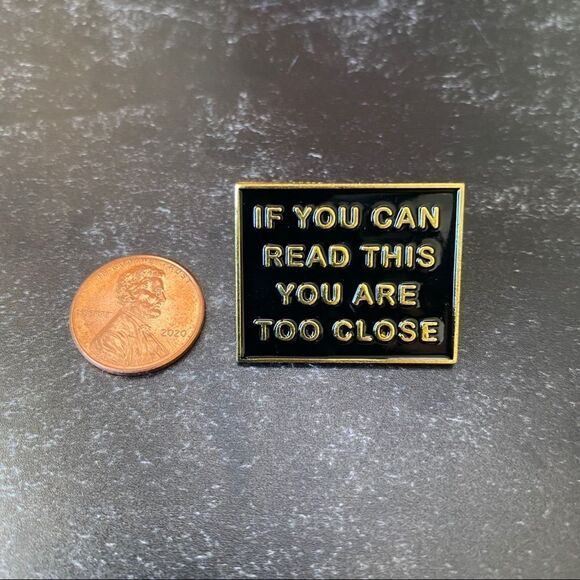 IF YOU CAN
READ THIS
YOU ARE
TOO CLOSE
2020